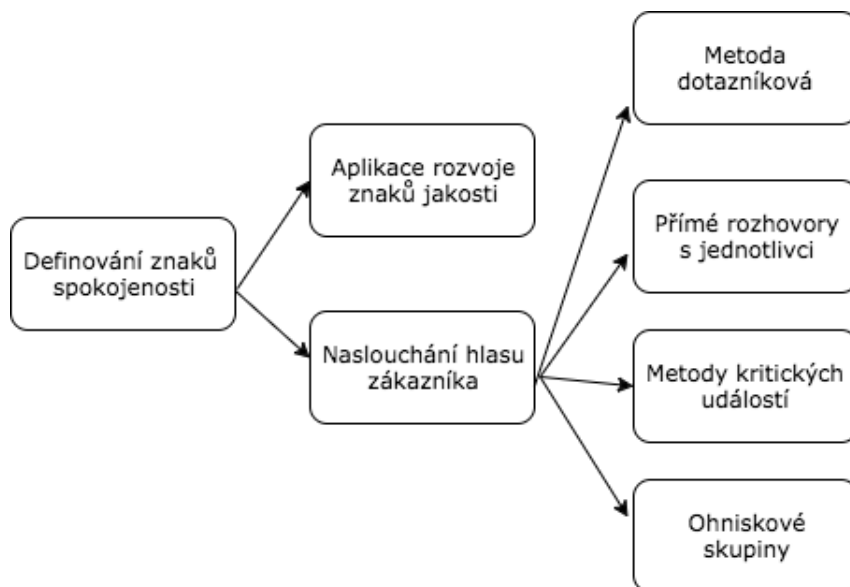 Metoda
dotazníková
Aplikace rozvoje
znaků jakosti
Přímé rozhovory
s jednotlivci
Definování znaků
spokojenosti
Naslouchání hlasu
zákazníka
Metody kritických
událostí
Ohniskové
skupiny